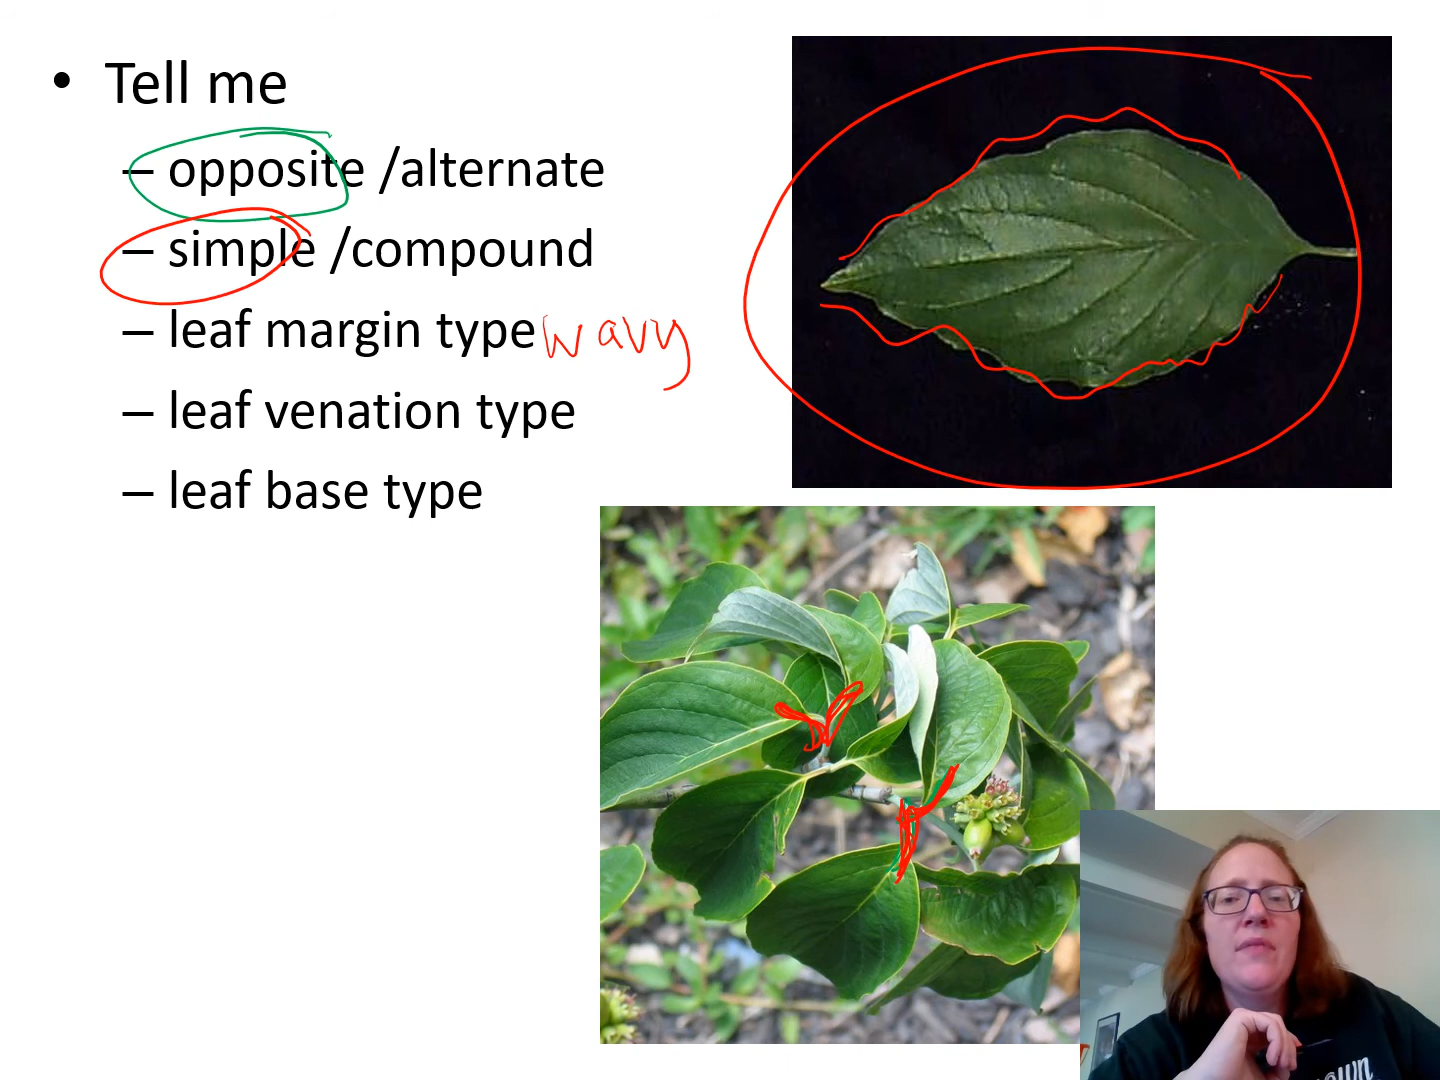 • Tell me
– opposite /alternate
– simple /compound
– leaf margin type wavy
– leaf venation type
– leaf base type